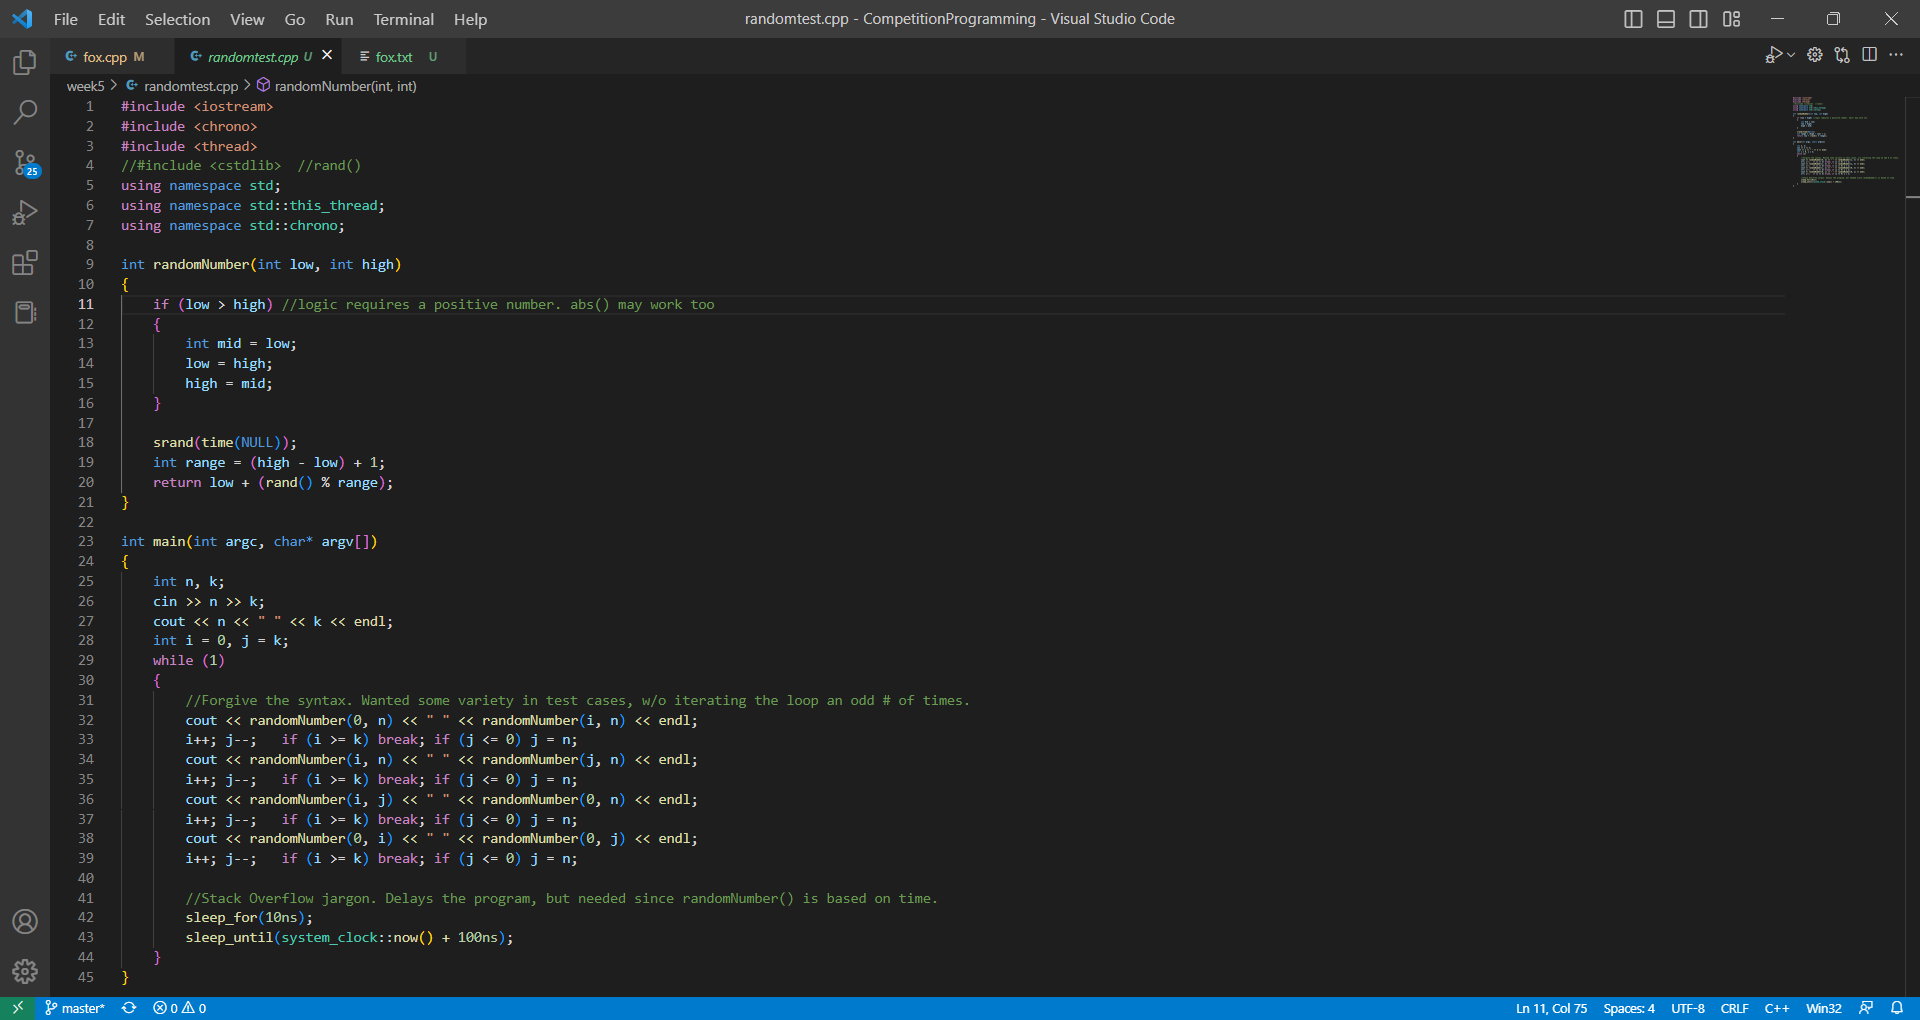 File Edit Selection View Go Run Terminal Help
randomtest.cpp - CompetitionProgramming - Visual Studio Code
fox.cpp M
randomtest.cpp U
fox.txt U
week5 > randomtest.cpp > randomNumber(int, int)
1 #include <iostream>
2 #include <chrono>
3 #include <thread>
4 //#include <cstdlib>  //rand()
5 using namespace std;
6 using namespace std::this_thread;
7 using namespace std::chrono;
8
9 int randomNumber(int low, int high)
10 {
11     if (low > high) //logic requires a positive number. abs() may work too
12     {
13         int mid = low;
14         low = high;
15         high = mid;
16     }
17
18     srand(time(NULL));
19     int range = (high - low) + 1;
20     return low + (rand() % range);
21 }
22
23 int main(int argc, char* argv[])
24 {
25     int n, k;
26     cin >> n >> k;
27     cout << n << " " << k << endl;
28     int i = 0, j = k;
29     while (1)
30     {
31         //Forgive the syntax. Wanted some variety in test cases, w/o iterating the loop an odd # of times.
32         cout << randomNumber(0, n) << " " << randomNumber(i, n) << endl;
33         i++; j--;   if (i >= k) break; if (j <= 0) j = n;
34         cout << randomNumber(i, n) << " " << randomNumber(j, n) << endl;
35         i++; j--;   if (i >= k) break; if (j <= 0) j = n;
36         cout << randomNumber(i, j) << " " << randomNumber(0, n) << endl;
37         i++; j--;   if (i >= k) break; if (j <= 0) j = n;
38         cout << randomNumber(0, i) << " " << randomNumber(0, j) << endl;
39         i++; j--;   if (i >= k) break; if (j <= 0) j = n;
40
41         //Stack Overflow jargon. Delays the program, but needed since randomNumber() is based on time.
42         sleep_for(10ns);
43         sleep_until(system_clock::now() + 100ns);
44     }
45 }
25
master* 0 0
Ln 11, Col 75 Spaces: 4 UTF-8 CRLF C++ Win32